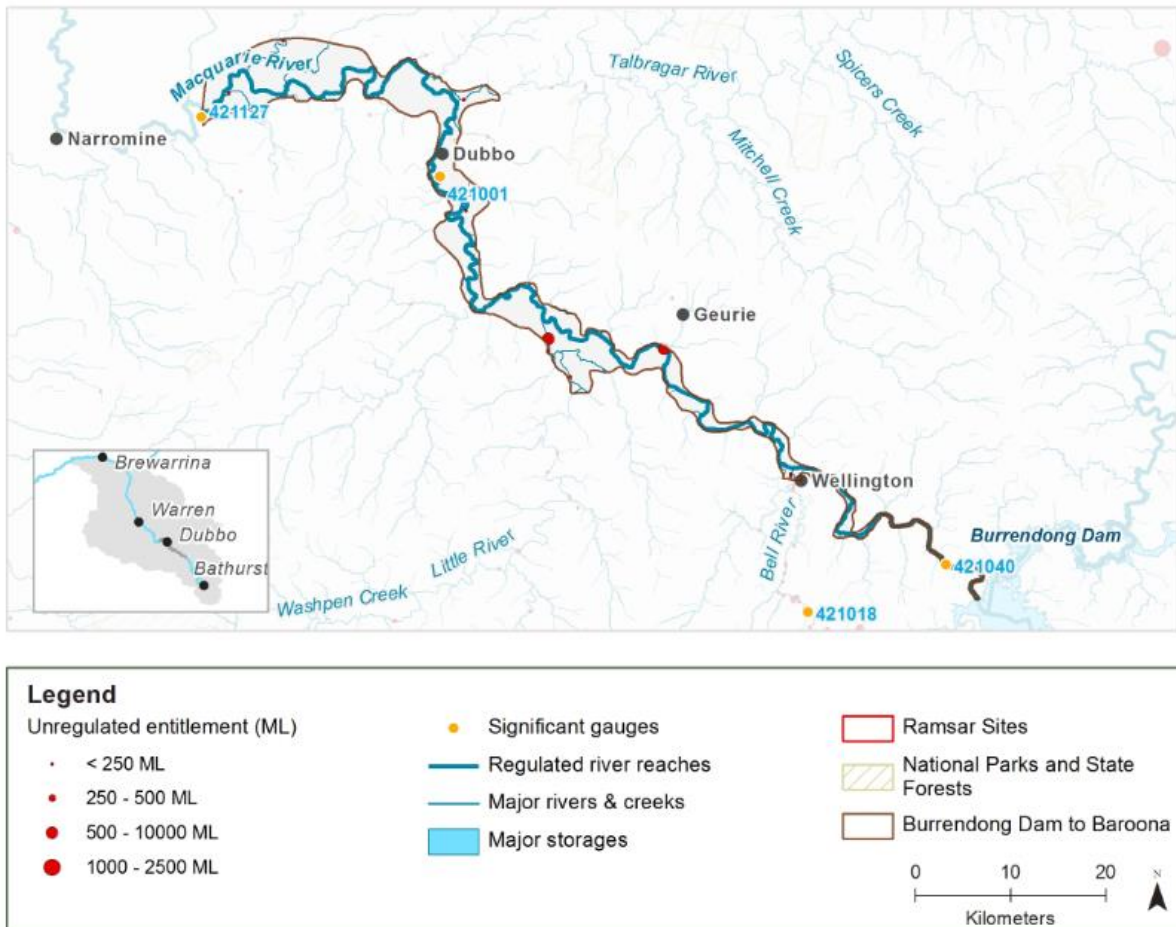 Macquarie River
Talbragar River
Spicers Creek
421127
Narromine
Mitchell Creek
Dubbo
421001
Geurie
Wellington
Brewarrina
Warren
Dubbo
Bathurst
Bell River
Burrendong Dam
Little River
421040
Washpen Creek
421018
Legend
Unregulated entitlement (ML)
< 250 ML
250 - 500 ML
500 - 10000 ML
1000 - 2500 ML
Significant gauges
Regulated river reaches
Major rivers & creeks
Major storages
Ramsar Sites
National Parks and State
Forests
Burrendong Dam to Baroona
0 10 20
Kilometers
N